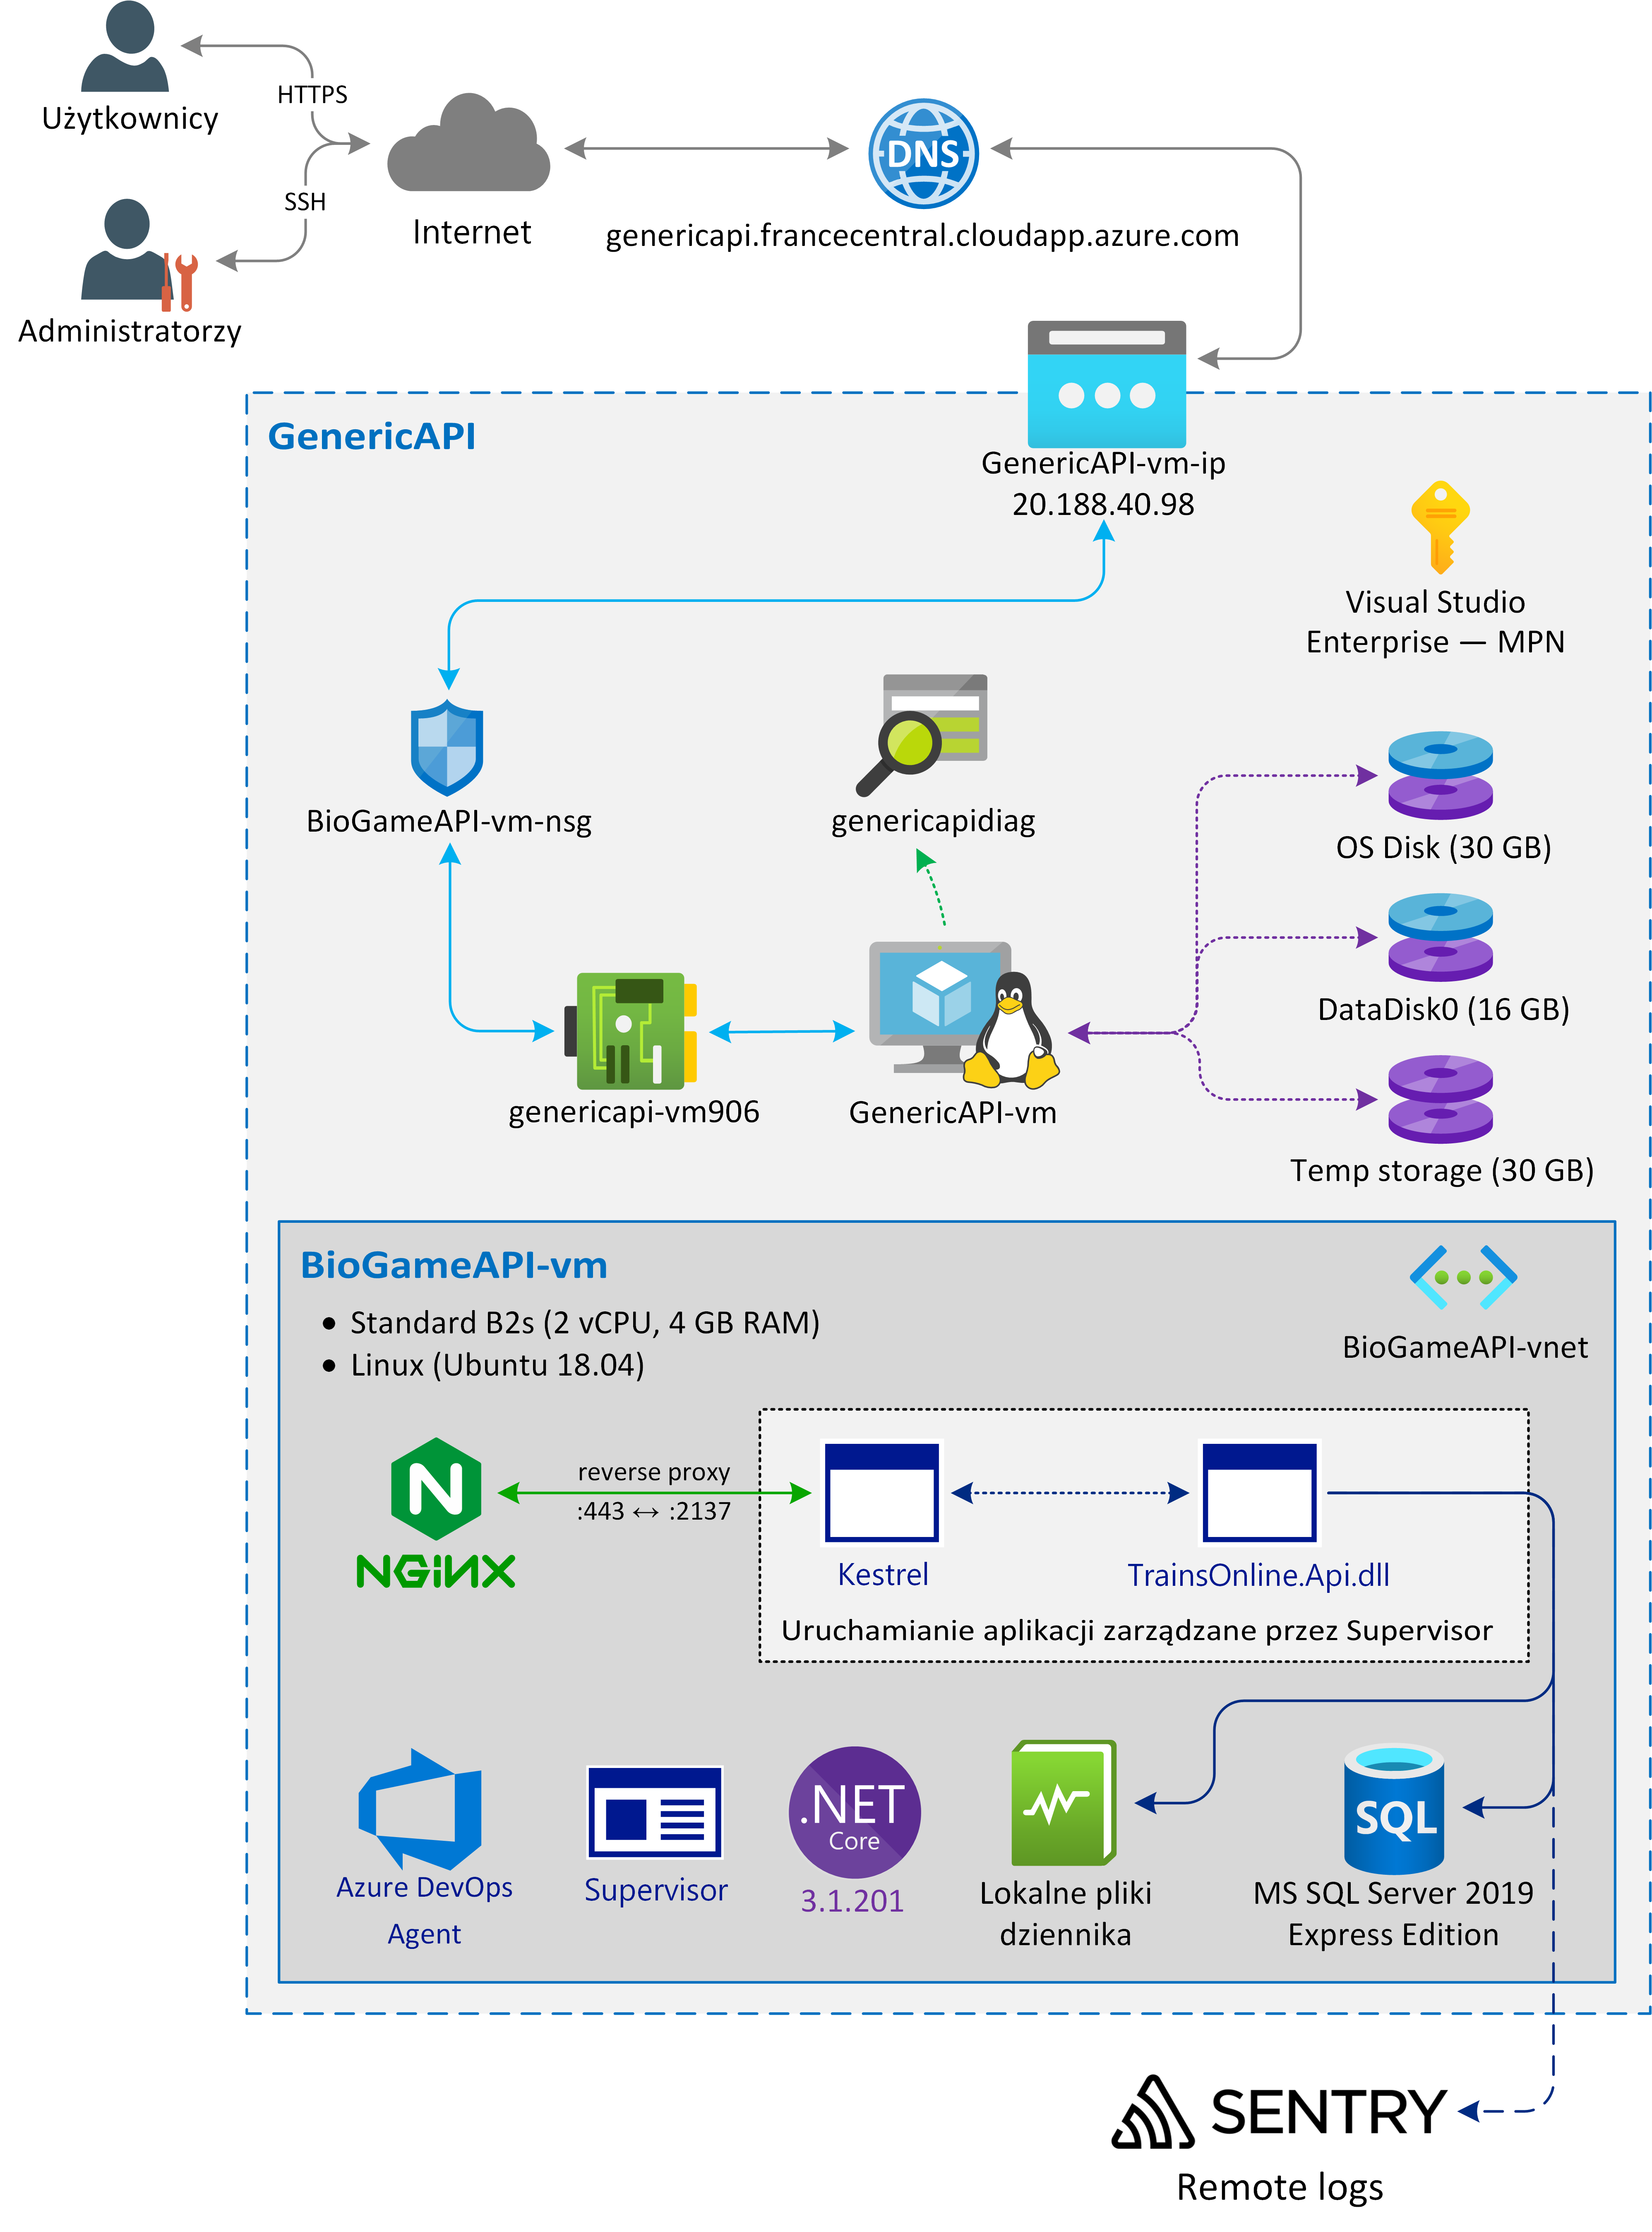 Użytkownicy
HTTPS
SSH
Administratorzy
Internet
DNS
genericapi.francecentral.cloudapp.azure.com
GenericAPI
GenericAPI-vm-ip
20.188.40.98
Visual Studio
Enterprise — MPN
BioGameAPI-vm-nsg
genericapidiag
OS Disk (30 GB)
DataDisk0 (16 GB)
genericapi-vm906
GenericAPI-vm
Temp storage (30 GB)
BioGameAPI-vm
• Standard B2s (2 vCPU, 4 GB RAM)
• Linux (Ubuntu 18.04)
BioGameAPI-vnet
N
NGINX
reverse proxy
:443 ↔ :2137
Kestrel
TrainsOnline.Api.dll
Uruchamianie aplikacji zarządzane przez Supervisor
Azure DevOps
Agent
Supervisor
.NET
Core
3.1.201
Lokalne pliki
dziennika
SQL
MS SQL Server 2019
Express Edition
SENTRY
Remote logs